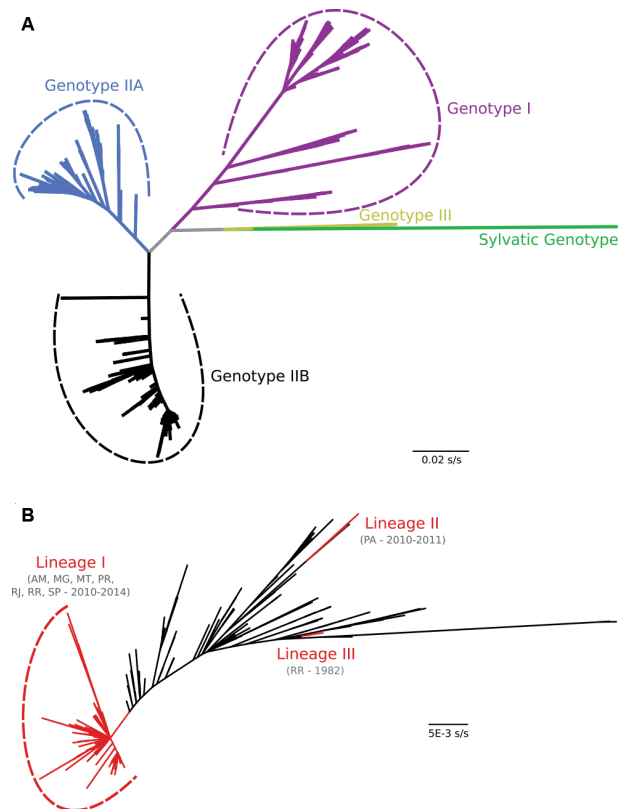 A
Genotype IIA
Genotype I
Genotype III
Sylvatic Genotype
Genotype IIB
0.02 s/s
B
Lineage II
(PA - 2010-2011)
Lineage I
(AM, MG, MT, PR,
RJ, RR, SP - 2010-2014)
Lineage III
(RR - 1982)
5E-3 s/s